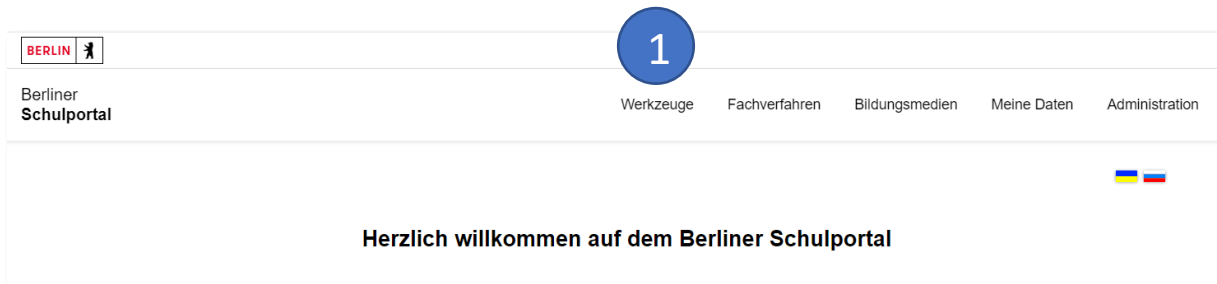 BERLIN
1
Berliner
Schulportal
Werkzeuge Fachverfahren Bildungsmedien Meine Daten Administration
Herzlich willkommen auf dem Berliner Schulportal